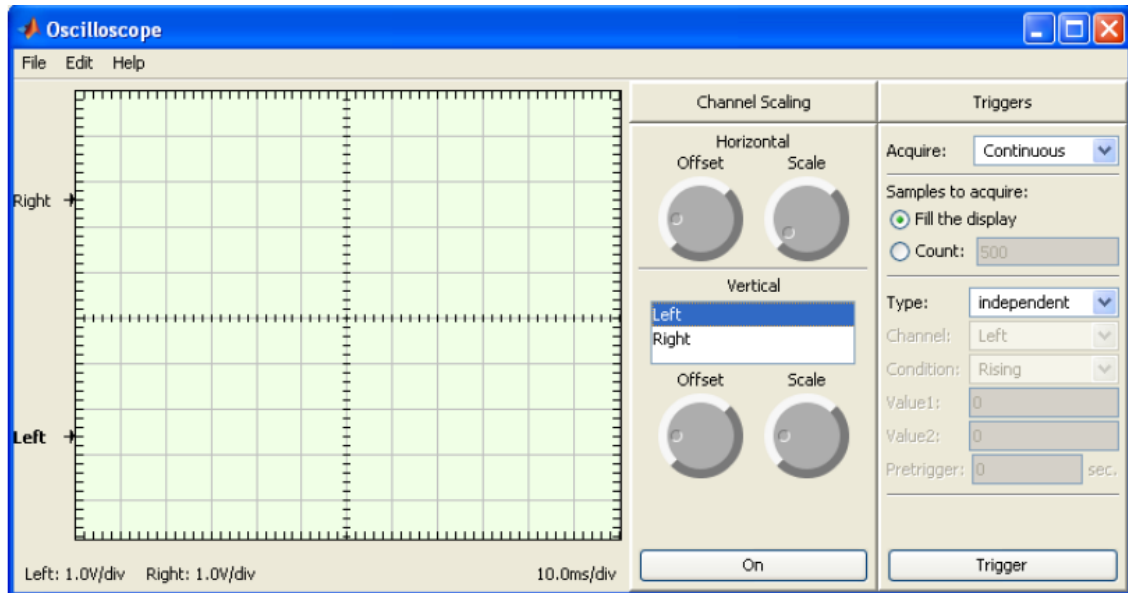 Oscilloscope
File Edit Help
Right
Left
Left: 1.0V/div Right: 1.0V/div 10.0ms/div
Channel Scaling
Horizontal
Offset Scale
Vertical
Left
Right
Offset Scale
On
Triggers
Acquire: Continuous
Samples to acquire:
Fill the display
Count: 500
Type: independent
Channel: Left
Condition: Rising
Value1: 0
Value2: 0
Pretrigger: 0 sec.
Trigger